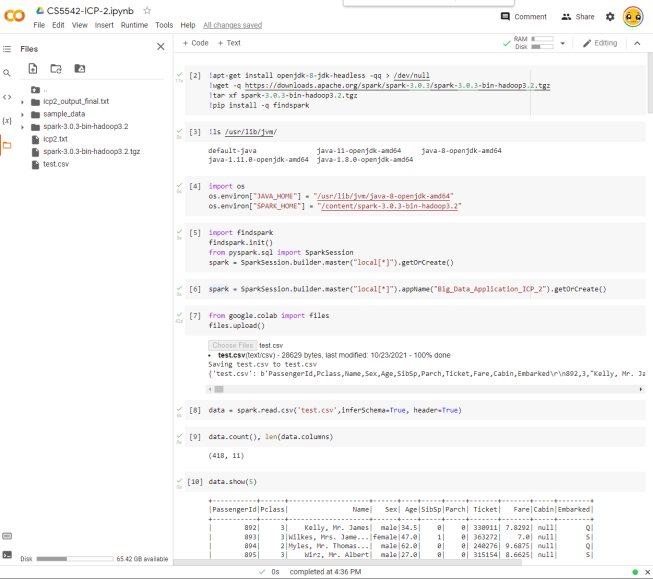 CS5542-ICP-2.ipynb
Comment
Share
File Edit View Insert Runtime Tools Help All changes saved
Files
+ Code + Text
RAM
Disk
Editing
..
icp2_output_final.txt
sample_data
spark-3.0.3-bin-hadoop3.2
icp2.txt
spark-3.0.3-bin-hadoop3.2.tgz
test.csv
[2] !apt-get install openjdk-8-jdk-headless -qq > /dev/null
!wget -q https://downloads.apache.org/spark/spark-3.0.3/spark-3.0.3-bin-hadoop3.2.tgz
!tar xf spark-3.0.3-bin-hadoop3.2.tgz
!pip install -q findspark
[3] !ls /usr/lib/jvm/
default-java java-11-openjdk-amd64 java-8-openjdk-amd64
java-1.11.0-openjdk-amd64 java-1.8.0-openjdk-amd64
[4] import os
os.environ["JAVA_HOME"] = "/usr/lib/jvm/java-8-openjdk-amd64"
os.environ["SPARK_HOME"] = "/content/spark-3.0.3-bin-hadoop3.2"
[5] import findspark
findspark.init()
from pyspark.sql import SparkSession
spark = SparkSession.builder.master("local[*]").getOrCreate()
[6] spark = SparkSession.builder.master("local[*]").appName("Big_Data_Application_ICP_2").getOrCreate()
[7] from google.colab import files
files.upload()
Choose Files test.csv
• test.csv(text/csv) - 28629 bytes, last modified: 10/23/2021 - 100% done
Saving test.csv to test.csv
{'test.csv': b'PassengerId,Pclass,Name,Sex,Age,SibSp,Parch,Ticket,Fare,Cabin,Embarked\r\n892,3,"Kelly, Mr. Ja
[8] data = spark.read.csv('test.csv',inferSchema=True, header=True)
[9] data.count(), len(data.columns)
(418, 11)
[10] data.show(5)
+-----------+------+--------------------+------+----+-----+-----+-------+------+-----+--------+
|PassengerId|Pclass| Name| Sex| Age|SibSp|Parch| Ticket| Fare|Cabin|Embarked|
+-----------+------+--------------------+------+----+-----+-----+-------+------+-----+--------+
| 892| 3| Kelly, Mr. James| male|34.5| 0| 0| 330911|7.8292| null| Q|
| 893| 3|Wilkes, Mrs. Jame...|female|47.0| 1| 0| 363272| 7.0| null| S|
| 894| 2|Myles, Mr. Thomas...| male|62.0| 0| 0| 240276|9.6875| null| Q|
| 895| 3| Wirz, Mr. Albert| male|27.0| 0| 0| 315154|8.6625| null| S|
Disk 65.42 GB available
0s completed at 4:36 PM